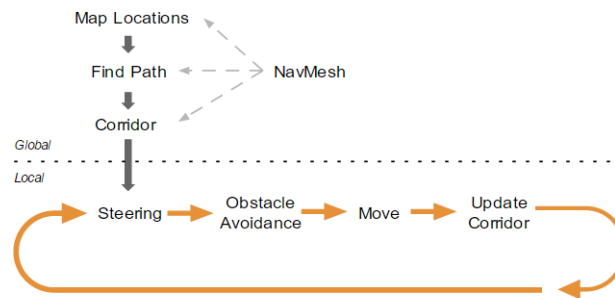 Map Locations
Find Path
NavMesh
Corridor
Global
Local
Steering
Obstacle
Avoidance
Move
Update
Corridor